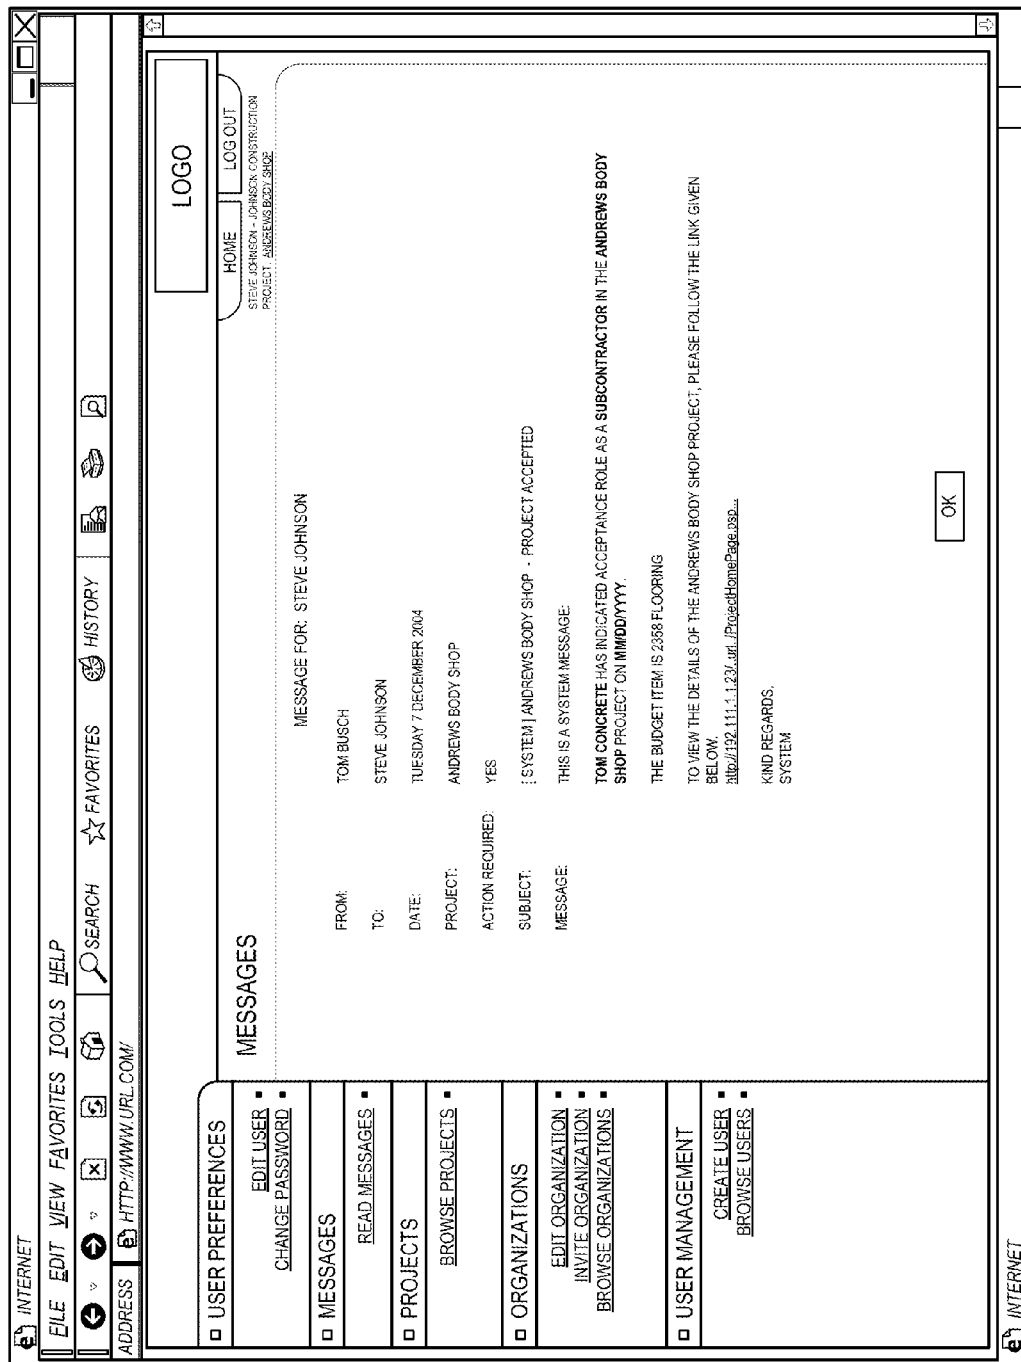 INTERNET
FILE EDIT VIEW FAVORITES TOOLS HELP
SEARCH FAVORITES HISTORY
ADDRESS HTTP://WWW.URL.COM/
LOGO
HOME LOG OUT
STEVE JOHNSON - JOHNSON CONSTRUCTION
PROJECT: ANDREWS BODY SHOP
USER PREFERENCES
EDIT USER
CHANGE PASSWORD
MESSAGES
READ MESSAGES
PROJECTS
BROWSE PROJECTS
ORGANIZATIONS
EDIT ORGANIZATION
INVITE ORGANIZATION
BROWSE ORGANIZATIONS
USER MANAGEMENT
CREATE USER
BROWSE USERS
MESSAGES
MESSAGE FOR: STEVE JOHNSON
FROM: TOM BUSCH
TO: STEVE JOHNSON
DATE: TUESDAY 7 DECEMBER 2004
PROJECT: ANDREWS BODY SHOP
ACTION REQUIRED: YES
SUBJECT: [ SYSTEM ] ANDREWS BODY SHOP - PROJECT ACCEPTED
MESSAGE: THIS IS A SYSTEM MESSAGE:
TOM CONCRETE HAS INDICATED ACCEPTANCE ROLE AS A SUBCONTRACTOR IN THE ANDREWS BODY
SHOP PROJECT ON MM/DD/YYYY.
THE BUDGET ITEM IS 2358 FLOORING
TO VIEW THE DETAILS OF THE ANDREWS BODY SHOP PROJECT, PLEASE FOLLOW THE LINK GIVEN
BELOW.
KIND REGARDS,
SYSTEM
OK
INTERNET